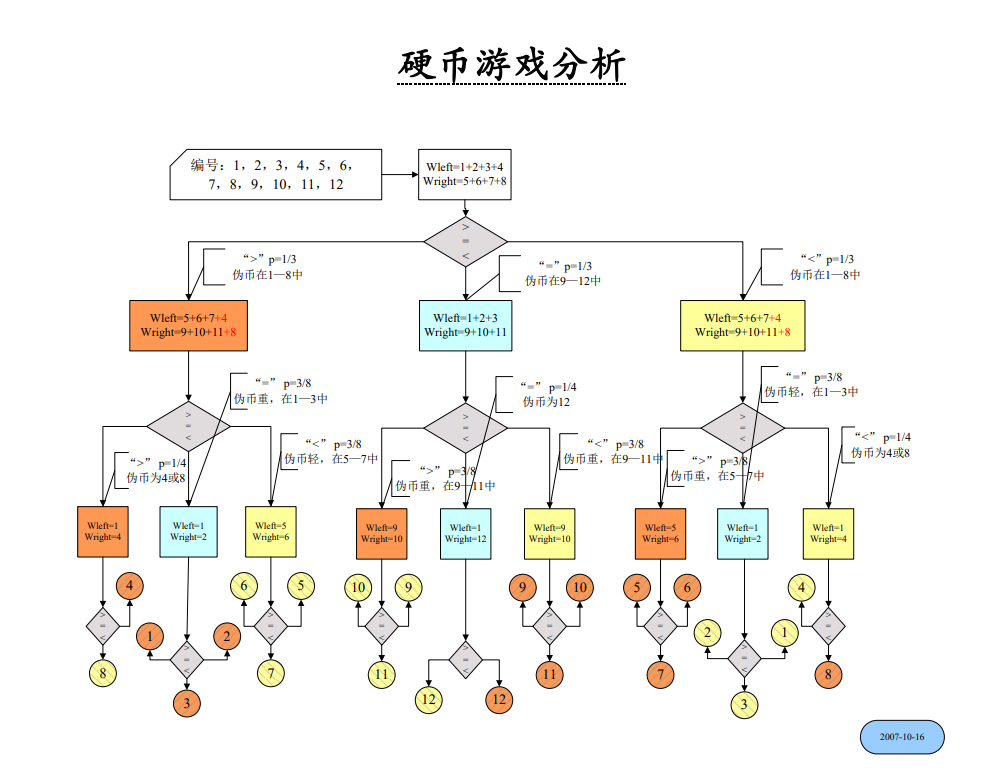 硬币游戏分析
编号：1，2，3，4，5，6，
7，8，9，10，11，12
Wleft=1+2+3+4
Wright=5+6+7+8
>
=
<
“>”p=1/3
伪币在1—8中
“=”p=1/3
伪币在9—12中
“<”p=1/3
伪币在1—8中
Wleft=5+6+7+4
Wright=9+10+11+8
Wleft=1+2+3
Wright=9+10+11
Wleft=5+6+7+4
Wright=9+10+11+8
“=” p=3/8
伪币重，在1—3中
“=” p=1/4
伪币为12
“=” p=3/8
伪币轻，在1—3中
>
=
<
>
=
<
>
=
<
“>” p=1/4
伪币为4或8
“<” p=3/8
伪币轻，在5—7中
“>” p=3/8
伪币重，在9—11中
“<” p=3/8
伪币重，在9—11中
“>” p=3/8
伪币重，在5—7中
“<” p=1/4
伪币为4或8
Wleft=1
Wright=4
Wleft=1
Wright=2
Wleft=5
Wright=6
Wleft=9
Wright=10
Wleft=1
Wright=12
Wleft=9
Wright=10
Wleft=5
Wright=6
Wleft=1
Wright=2
Wleft=1
Wright=4
4
>
=
<
8
1
2
>
=
<
3
6
5
>
=
<
7
10
9
>
=
<
11
>
=
<
12
12
9
10
>
=
<
11
5
6
>
=
<
7
2
1
>
=
<
3
4
>
=
<
8
2007-10-16